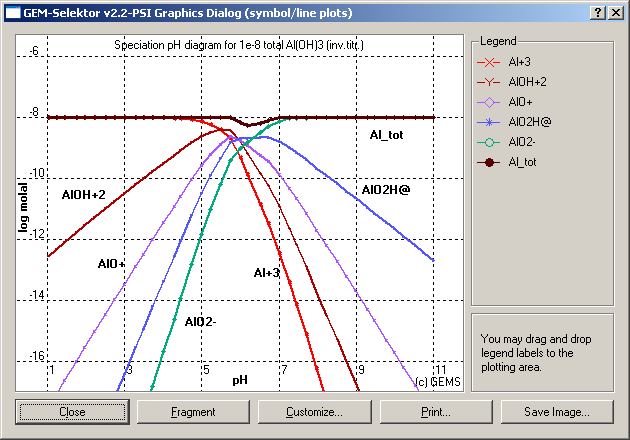 GEM-Selektor v2.2-PSI Graphics Dialog (symbol/line plots)
Speciation pH diagram for 1e-8 total Al(OH)3 (inv.titr.)
-6
-8
-10
-12
-14
-16
log molal
1 3 5 7 9 11
pH
(c) GEMS
Al_tot
AlOH+2
AlO2H@
AlO+
Al+3
AlO2-
Legend
Al+3
AlOH+2
AlO+
AlO2H@
AlO2-
Al_tot
You may drag and drop
legend labels to the
plotting area.
Close Fragment Customize... Print... Save Image...